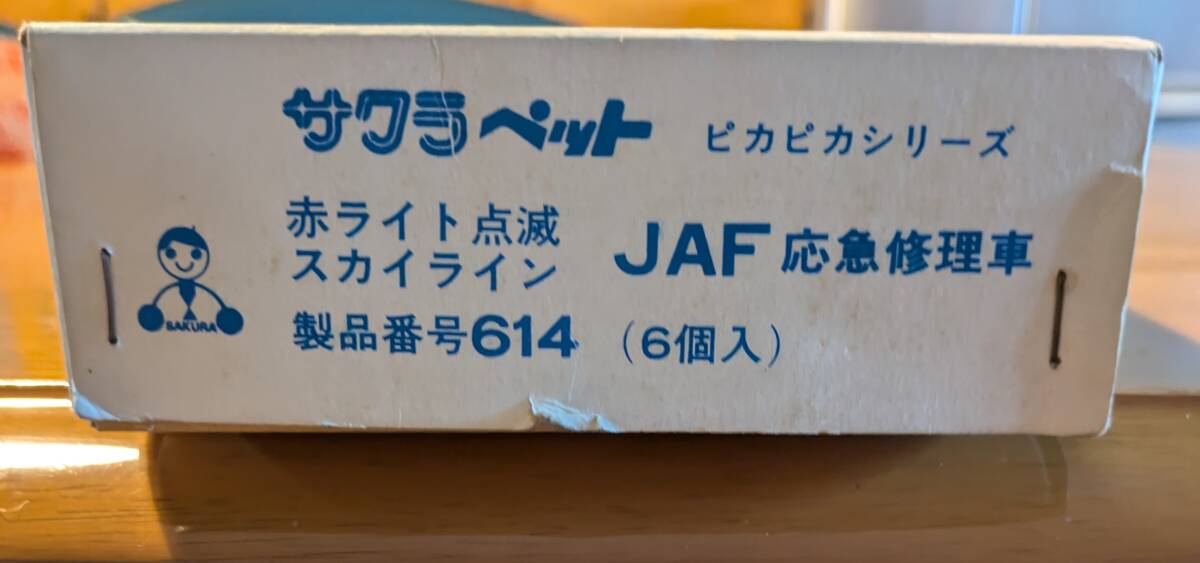 サクラペット ピカピカシリーズ
赤ライト点滅
スカイライン
JAF応急修理車
製品番号614 (6個入)
SAKURA